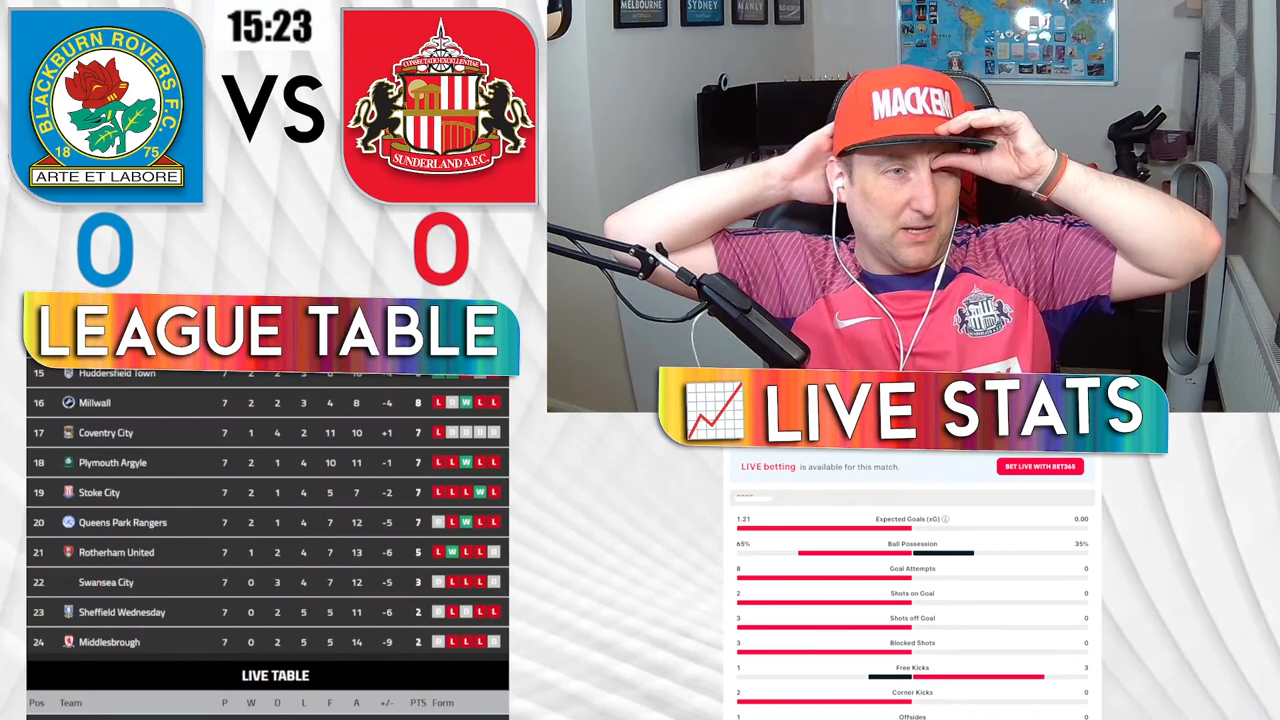 BLACKBURN ROVERS F.C.
18 75
ARTE ET LABORE
15:23
VS
CONSECTATIO EXCELLENTIAE
SUNDERLAND A.F.C.
0
0
LEAGUE TABLE
15 Huddersfield Town 7 2 2 3
16 Millwall 7 2 2 3 4 8 -4 8 L D W L L
17 Coventry City 7 1 4 2 11 10 +1 7 L D D D D
18 Plymouth Argyle 7 2 1 4 10 11 -1 7 L L W L L
19 Stoke City 7 2 1 4 5 7 -2 7 L L L W L
20 Queens Park Rangers 7 2 1 4 7 12 -5 7 D L W L L
21 Rotherham United 7 1 2 4 7 13 -6 5 L W L L D
22 Swansea City 7 0 3 4 7 12 -5 3 D L L L D
23 Sheffield Wednesday 7 0 2 5 5 11 -6 2 D L D L L
24 Middlesbrough 7 0 2 5 5 14 -9 2 D L L L D
LIVE TABLE
Pos Team P W D L F A +/- PTS Form
MELBOURNE
AUSTRALIA
SYDNEY
MANLY
MACKEM
LIVE STATS
LIVE betting is available for this match.
BET LIVE WITH BET365
1.21 Expected Goals (xG) 0.00
65% Ball Possession 35%
8 Goal Attempts 0
2 Shots on Goal 0
3 Shots off Goal 0
3 Blocked Shots 0
1 Free Kicks 3
2 Corner Kicks 0
1 Offsides 0